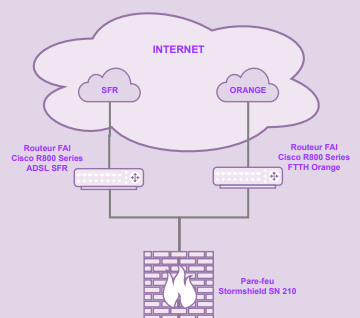 INTERNET
SFR
ORANGE
Routeur FAI
Cisco R800 Series
ADSL SFR
Routeur FAI
Cisco R800 Series
FTTH Orange
Pare-feu
Stormshield SN 210